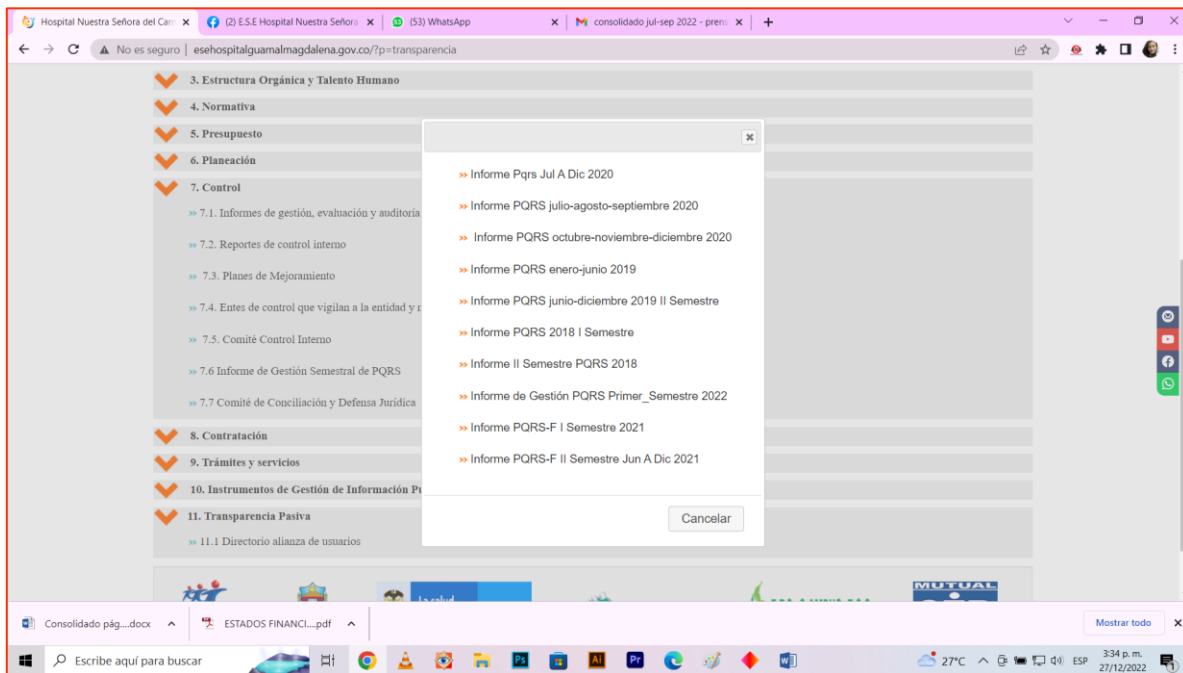 Hospital Nuestra Señora del Carm
(2) E.S.E Hospital Nuestra Señora
(53) WhatsApp
consolidado jul-sep 2022 - prens
No es seguro | esehospitalguamalmagdalena.gov.co/?p=transparencia
3. Estructura Orgánica y Talento Humano
4. Normativa
5. Presupuesto
6. Planeación
7. Control
» 7.1. Informes de gestión, evaluación y auditoría
» 7.2. Reportes de control interno
» 7.3. Planes de Mejoramiento
» 7.4. Entes de control que vigilan a la entidad y
» 7.5. Comité Control Interno
» 7.6 Informe de Gestión Semestral de PQRS
» 7.7 Comité de Conciliación y Defensa Jurídica
8. Contratación
9. Trámites y servicios
10. Instrumentos de Gestión de Información Pú
11. Transparencia Pasiva
» 11.1 Directorio alianza de usuarios
» Informe Pqrs Jul A Dic 2020
» Informe PQRS julio-agosto-septiembre 2020
» Informe PQRS octubre-noviembre-diciembre 2020
» Informe PQRS enero-junio 2019
» Informe PQRS junio-diciembre 2019 II Semestre
» Informe PQRS 2018 I Semestre
» Informe II Semestre PQRS 2018
» Informe de Gestión PQRS Primer_Semestre 2022
» Informe PQRS-F I Semestre 2021
» Informe PQRS-F II Semestre Jun A Dic 2021
Cancelar
La salud
MUTUAL
Consolidado pág....docx
ESTADOS FINANCI....pdf
Mostrar todo
Escribe aquí para buscar
Ps
Ai
Pr
27°C
ESP
3:34 p. m.
27/12/2022